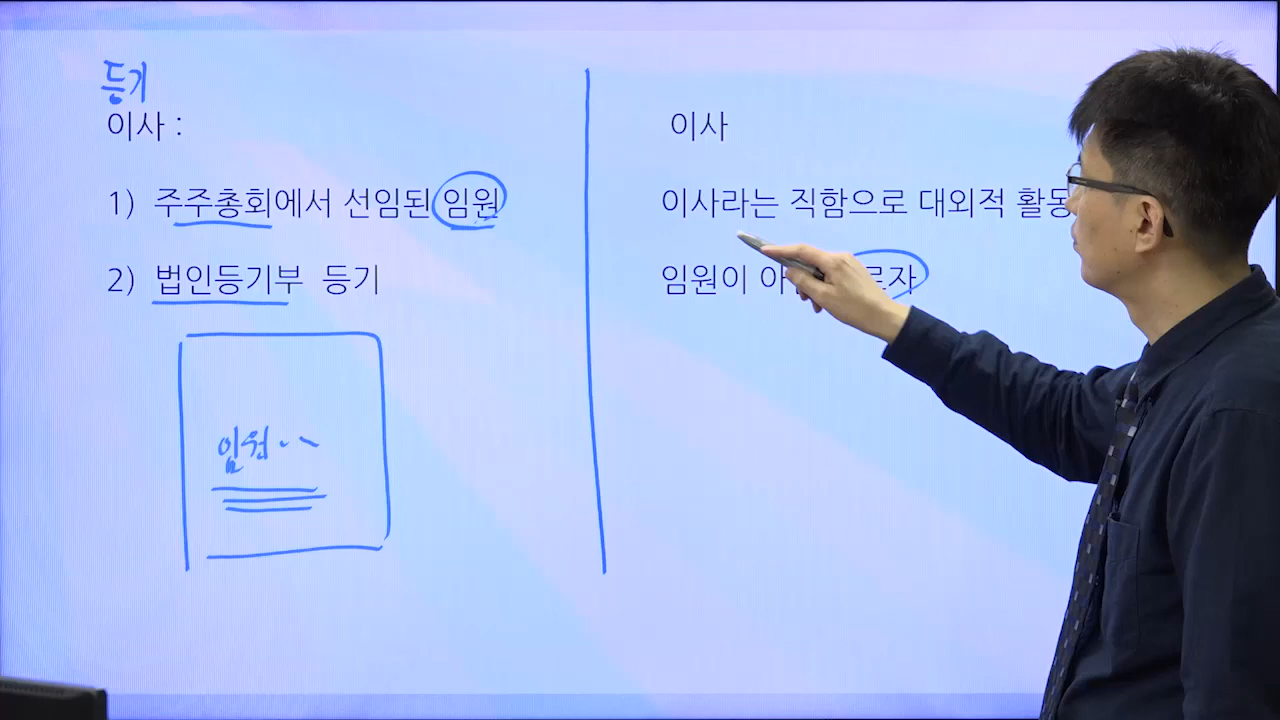 등기
이사 :
1) 주주총회에서 선임된 임원
2) 법인등기부 등기
임원
이사
이사라는 직함으로 대외적 활동
임원이